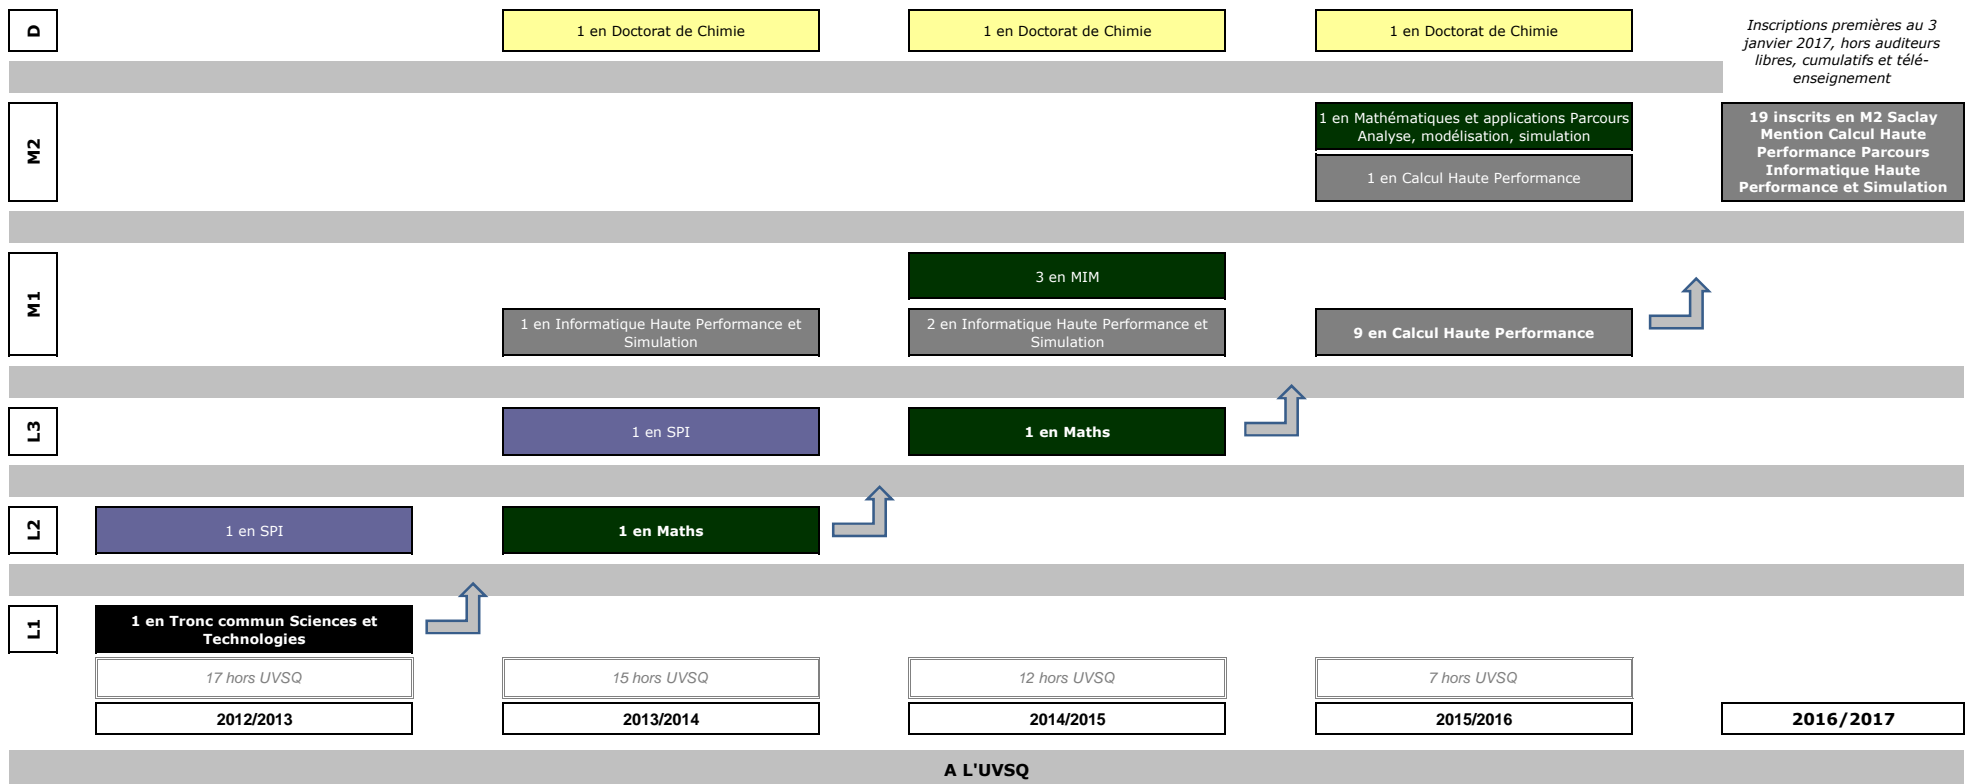 D
1 en Doctorat de Chimie
1 en Doctorat de Chimie
1 en Doctorat de Chimie
Inscriptions premières au 3
janvier 2017, hors auditeurs
libres, cumulatifs et télé-
enseignement
M2
1 en Mathématiques et applications Parcours
Analyse, modélisation, simulation
1 en Calcul Haute Performance
19 inscrits en M2 Saclay
Mention Calcul Haute
Performance Parcours
Informatique Haute
Performance et Simulation
M1
3 en MIM
1 en Informatique Haute Performance et
Simulation
2 en Informatique Haute Performance et
Simulation
9 en Calcul Haute Performance
L3
1 en SPI
1 en Maths
L2
1 en SPI
1 en Maths
L1
1 en Tronc commun Sciences et
Technologies
17 hors UVSQ
15 hors UVSQ
12 hors UVSQ
7 hors UVSQ
2012/2013
2013/2014
2014/2015
2015/2016
2016/2017
A L'UVSQ